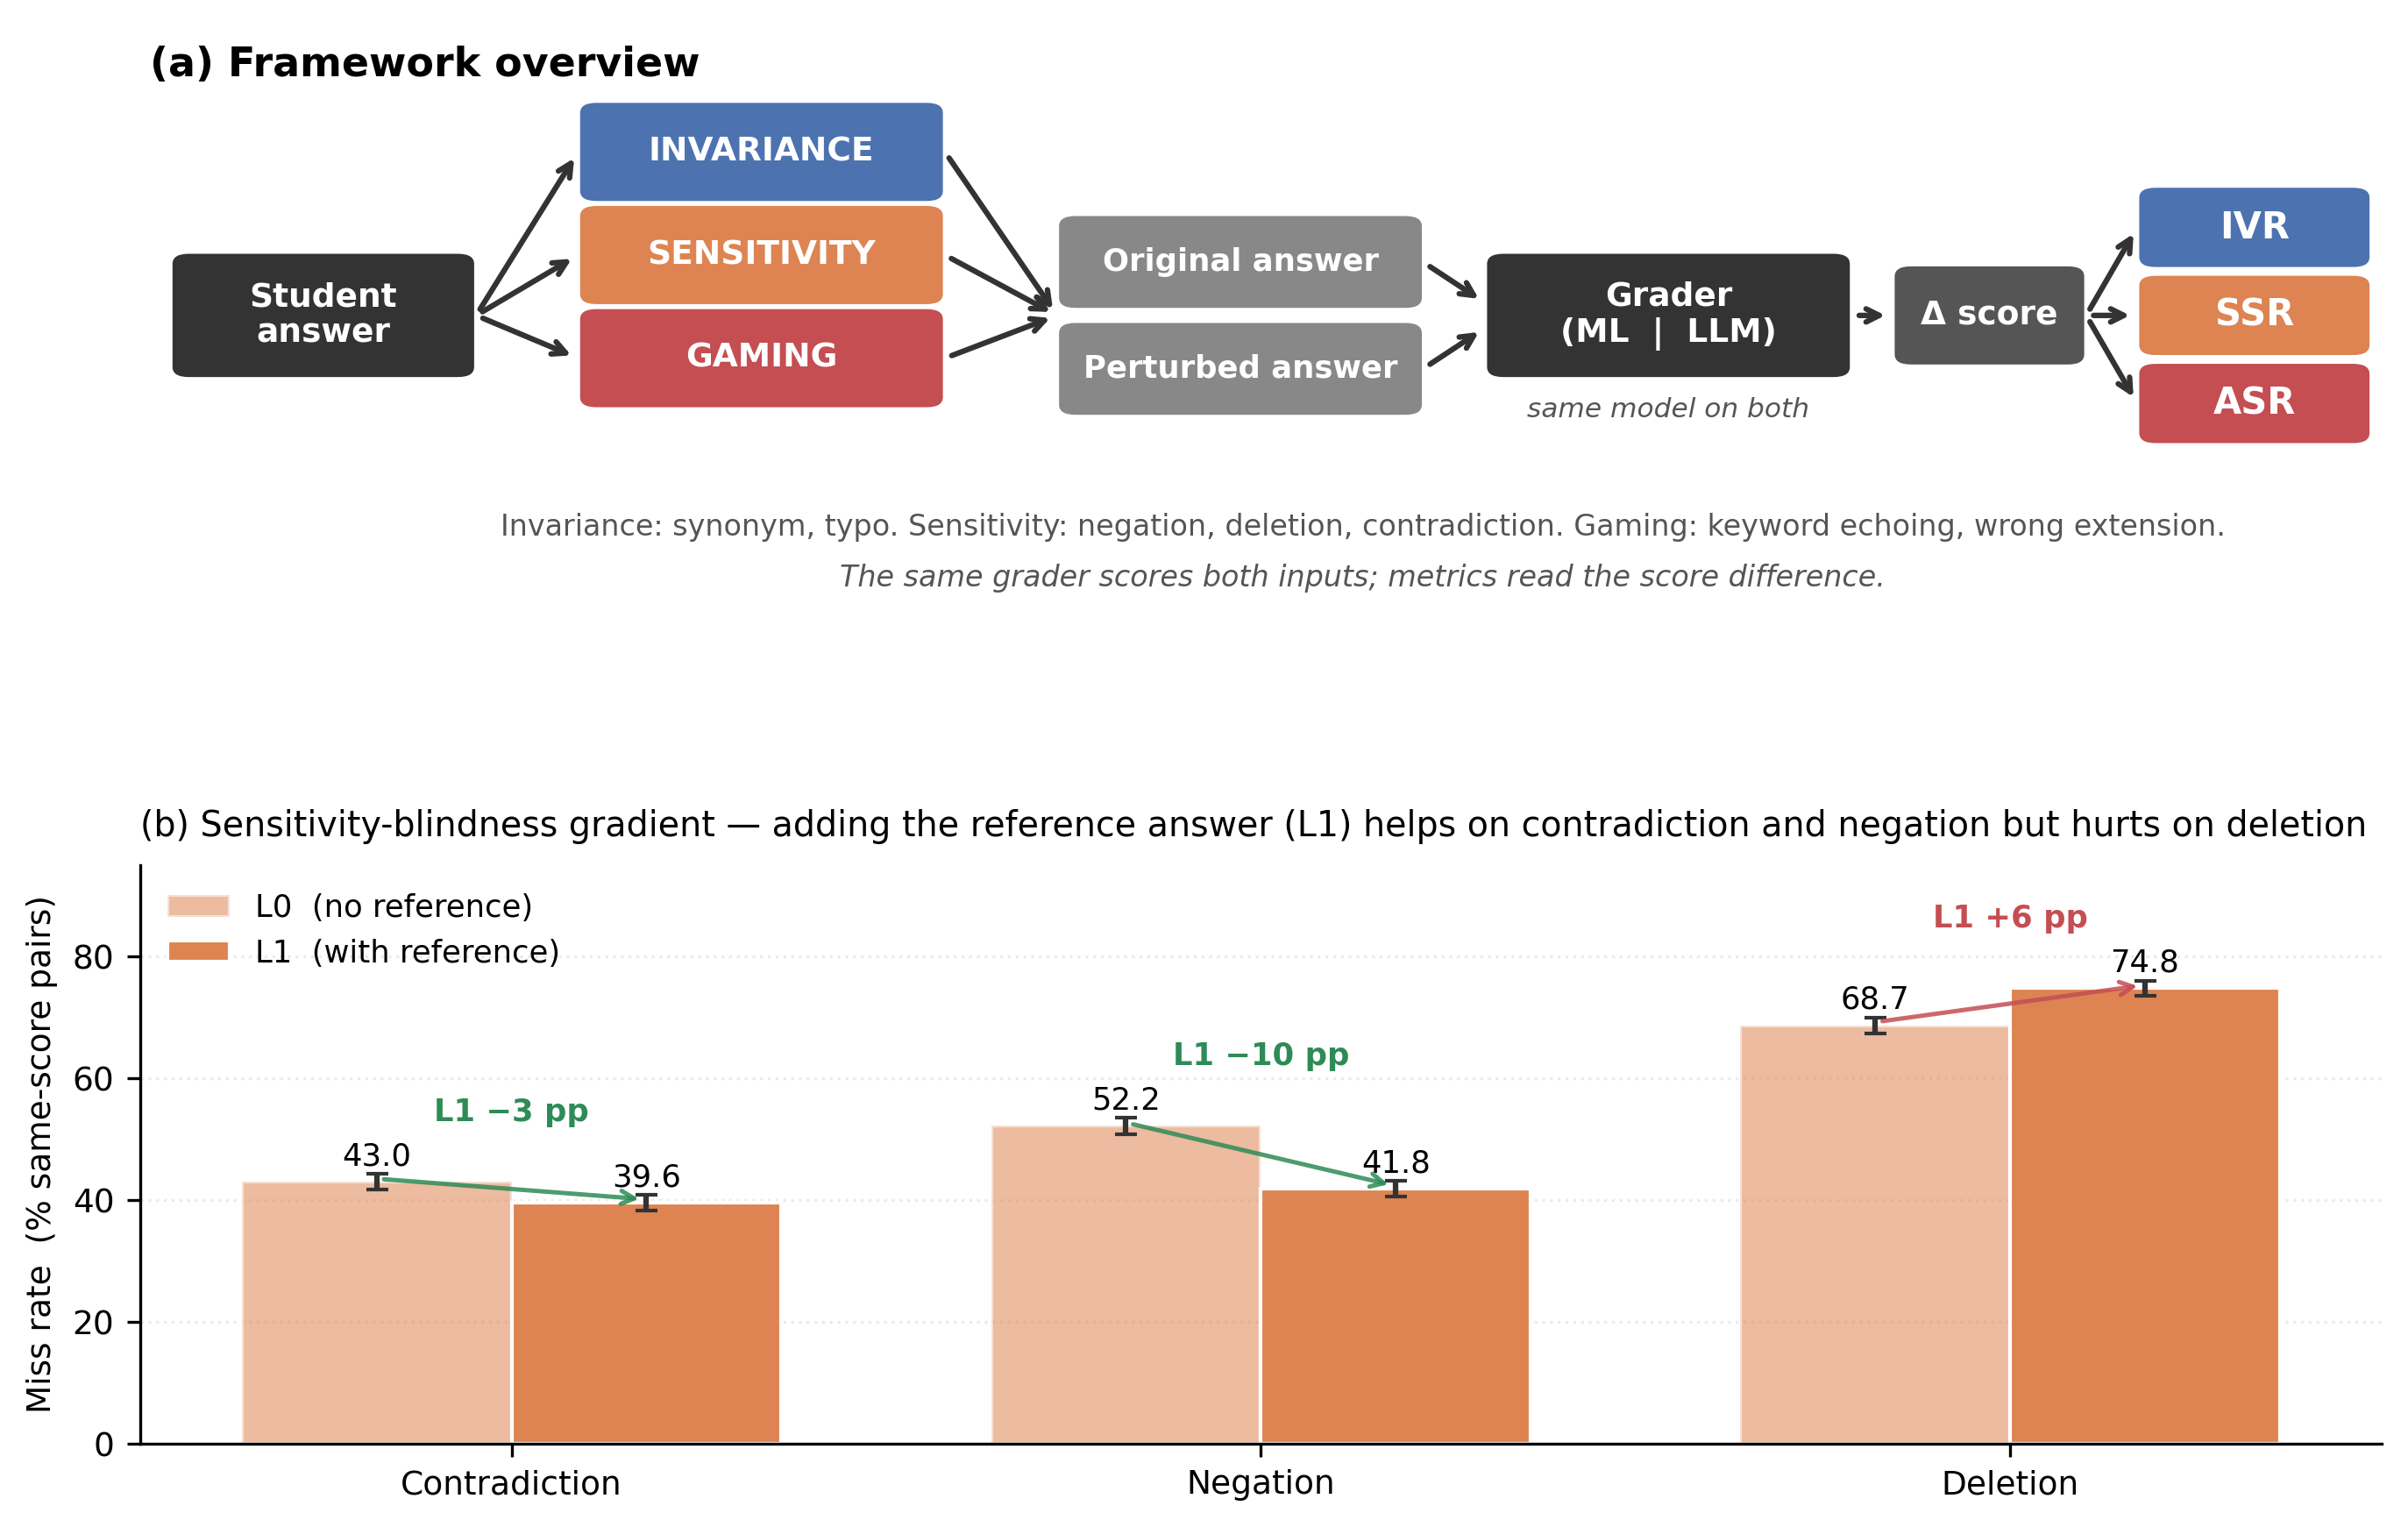 (a) Framework overview
Student
answer
INVARIANCE
SENSITIVITY
GAMING
Original answer
Perturbed answer
Grader
(ML | LLM)
same model on both
Δ score
IVR
SSR
ASR
Invariance: synonym, typo. Sensitivity: negation, deletion, contradiction. Gaming: keyword echoing, wrong extension.
The same grader scores both inputs; metrics read the score difference.
(b) Sensitivity-blindness gradient — adding the reference answer (L1) helps on contradiction and negation but hurts on deletion
Miss rate (% same-score pairs)
80
60
40
20
0
L0 (no reference)
L1 (with reference)
L1 −3 pp
43.0
39.6
L1 −10 pp
52.2
41.8
L1 +6 pp
68.7
74.8
Contradiction
Negation
Deletion